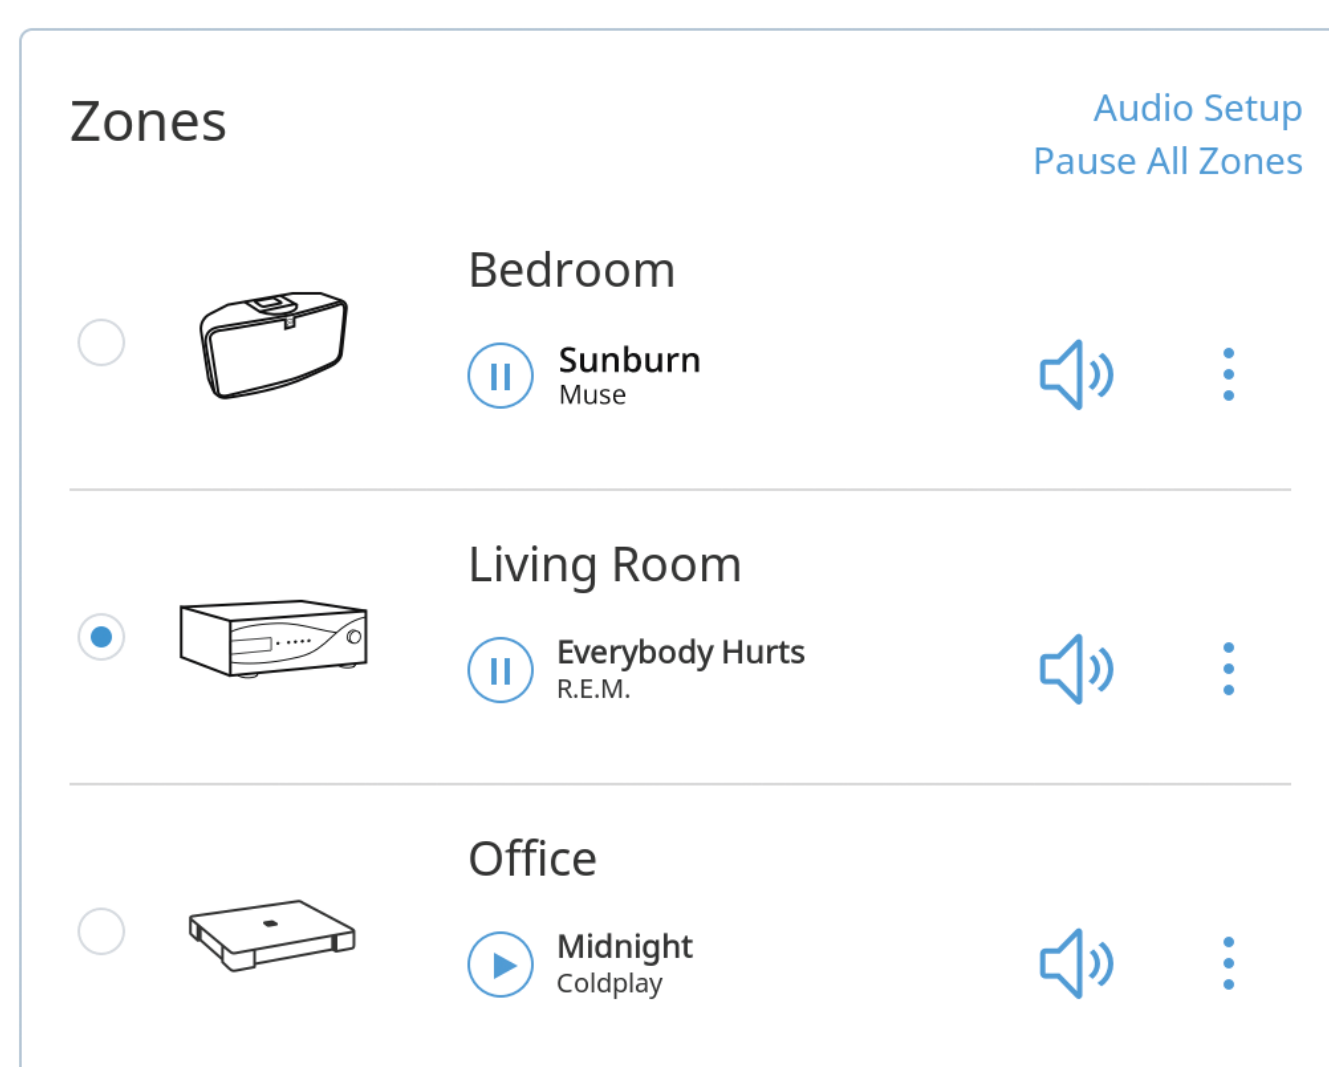 Zones
Audio Setup
Pause All Zones
Bedroom
Sunburn
Muse
Living Room
Everybody Hurts
R.E.M.
Office
Midnight
Coldplay